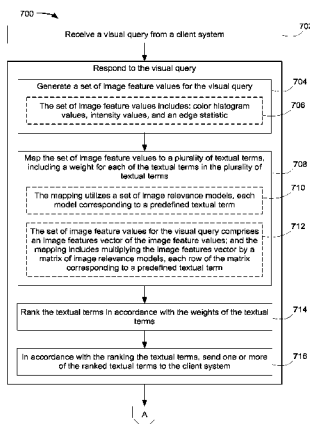 700
702
Receive a visual query from a client system
Respond to the visual query
704
Generate a set of image feature values for the visual query
706
The set of image feature values includes: color histogram
values, intensity values, and an edge statistic
708
Map the set of image feature values to a plurality of textual terms,
including a weight for each of the textual terms in the plurality of
textual terms
710
The mapping utilizes a set of image relevance models, each
model corresponding to a predefined textual term
712
The set of image feature values for the visual query comprises
an image features vector of the image feature values; and the
mapping includes multiplying the image features vector by a
matrix of image relevance models, each row of the matrix
corresponding to a predefined textual term
714
Rank the textual terms in accordance with the weights of the textual
terms
716
In accordance with the ranking the textual terms, send one or more
of the ranked textual terms to the client system
A